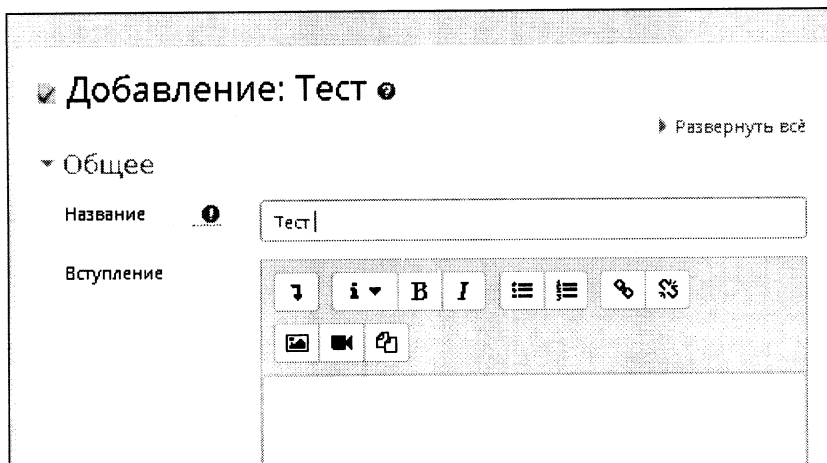 Добавление: Тест
Развернуть всё
Общее
Название
Тест
Вступление
B I